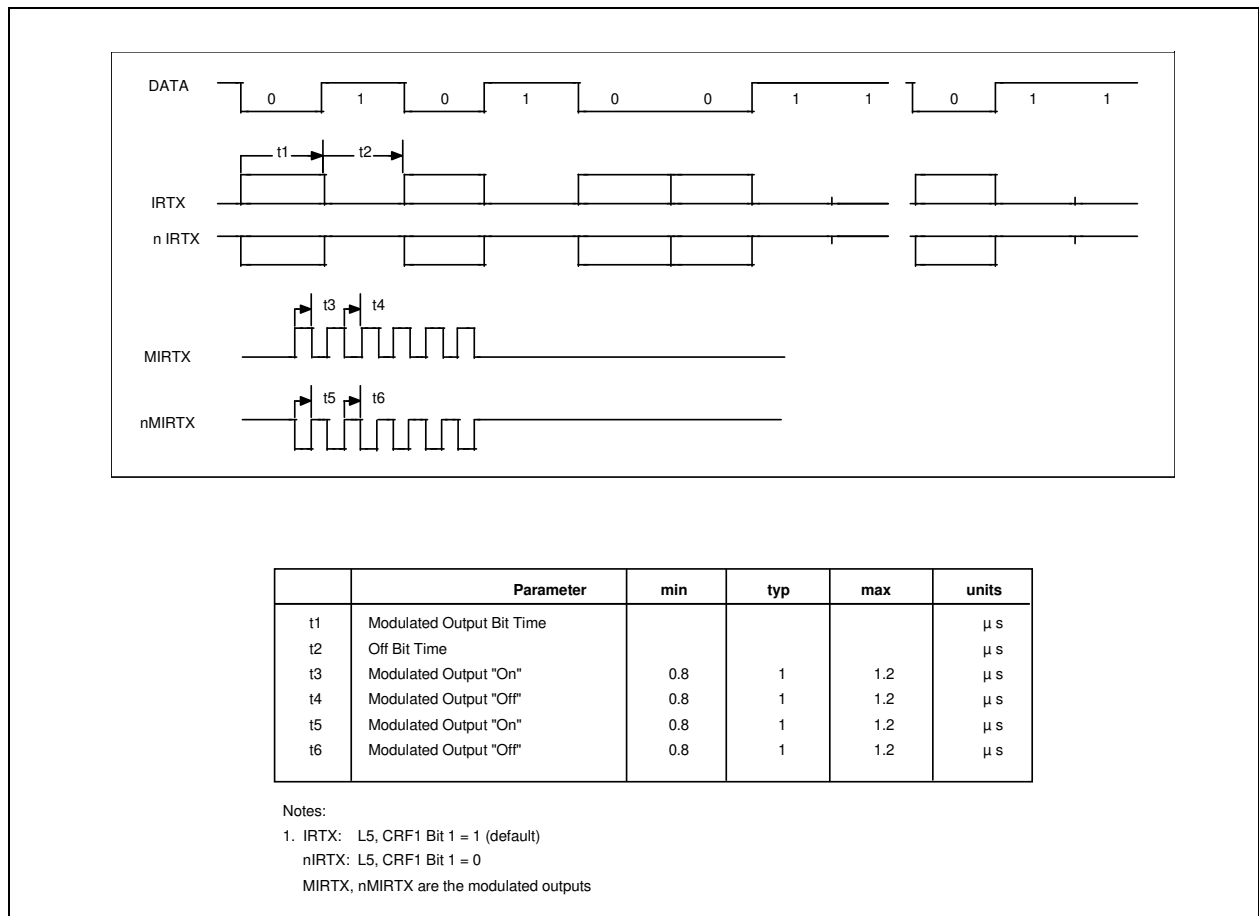 DATA
0 1 0 1 0 0 1 1 0 1 1
t1 t2
IRTX
n IRTX
t3 t4
MIRTX
t5 t6
nMIRTX
Parameter min typ max units
t1 Modulated Output Bit Time µ s
t2 Off Bit Time µ s
t3 Modulated Output "On" 0.8 1 1.2 µ s
t4 Modulated Output "Off" 0.8 1 1.2 µ s
t5 Modulated Output "On" 0.8 1 1.2 µ s
t6 Modulated Output "Off" 0.8 1 1.2 µ s
Notes:
1. IRTX: L5, CRF1 Bit 1 = 1 (default)
nIRTX: L5, CRF1 Bit 1 = 0
MIRTX, nMIRTX are the modulated outputs